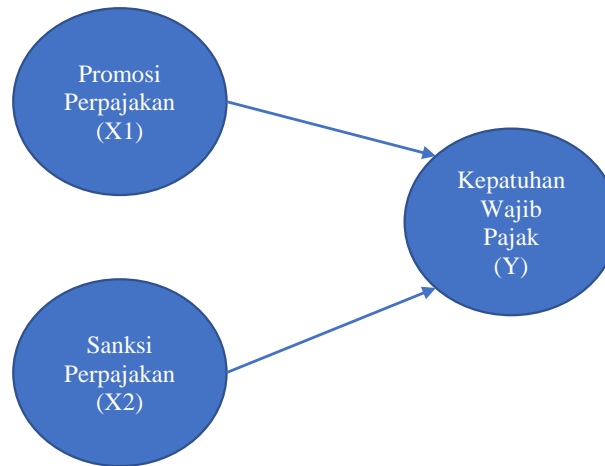 Promosi
Perpajakan
(X1)
Kepatuhan
Wajib
Pajak
(Y)
Sanksi
Perpajakan
(X2)